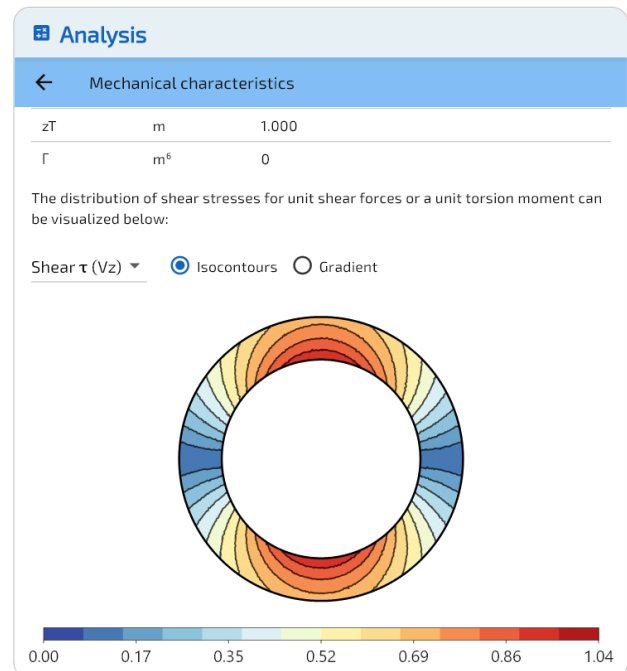 Analysis
Mechanical characteristics
zT m 1.000
Γ m⁶ 0
The distribution of shear stresses for unit shear forces or a unit torsion moment can
be visualized below:
Shear τ (Vz) Isocontours Gradient
0.00 0.17 0.35 0.52 0.69 0.86 1.04